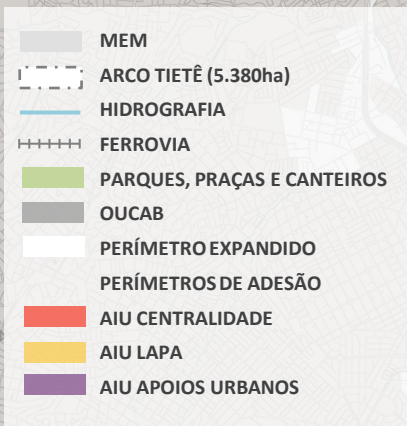 MEM
ARCO TIETÊ (5.380ha)
HIDROGRAFIA
FERROVIA
PARQUES, PRAÇAS E CANTEIROS
OUCAB
PERÍMETRO EXPANDIDO
PERÍMETROS DE ADESÃO
AIU CENTRALIDADE
AIU LAPA
AIU APOIOS URBANOS